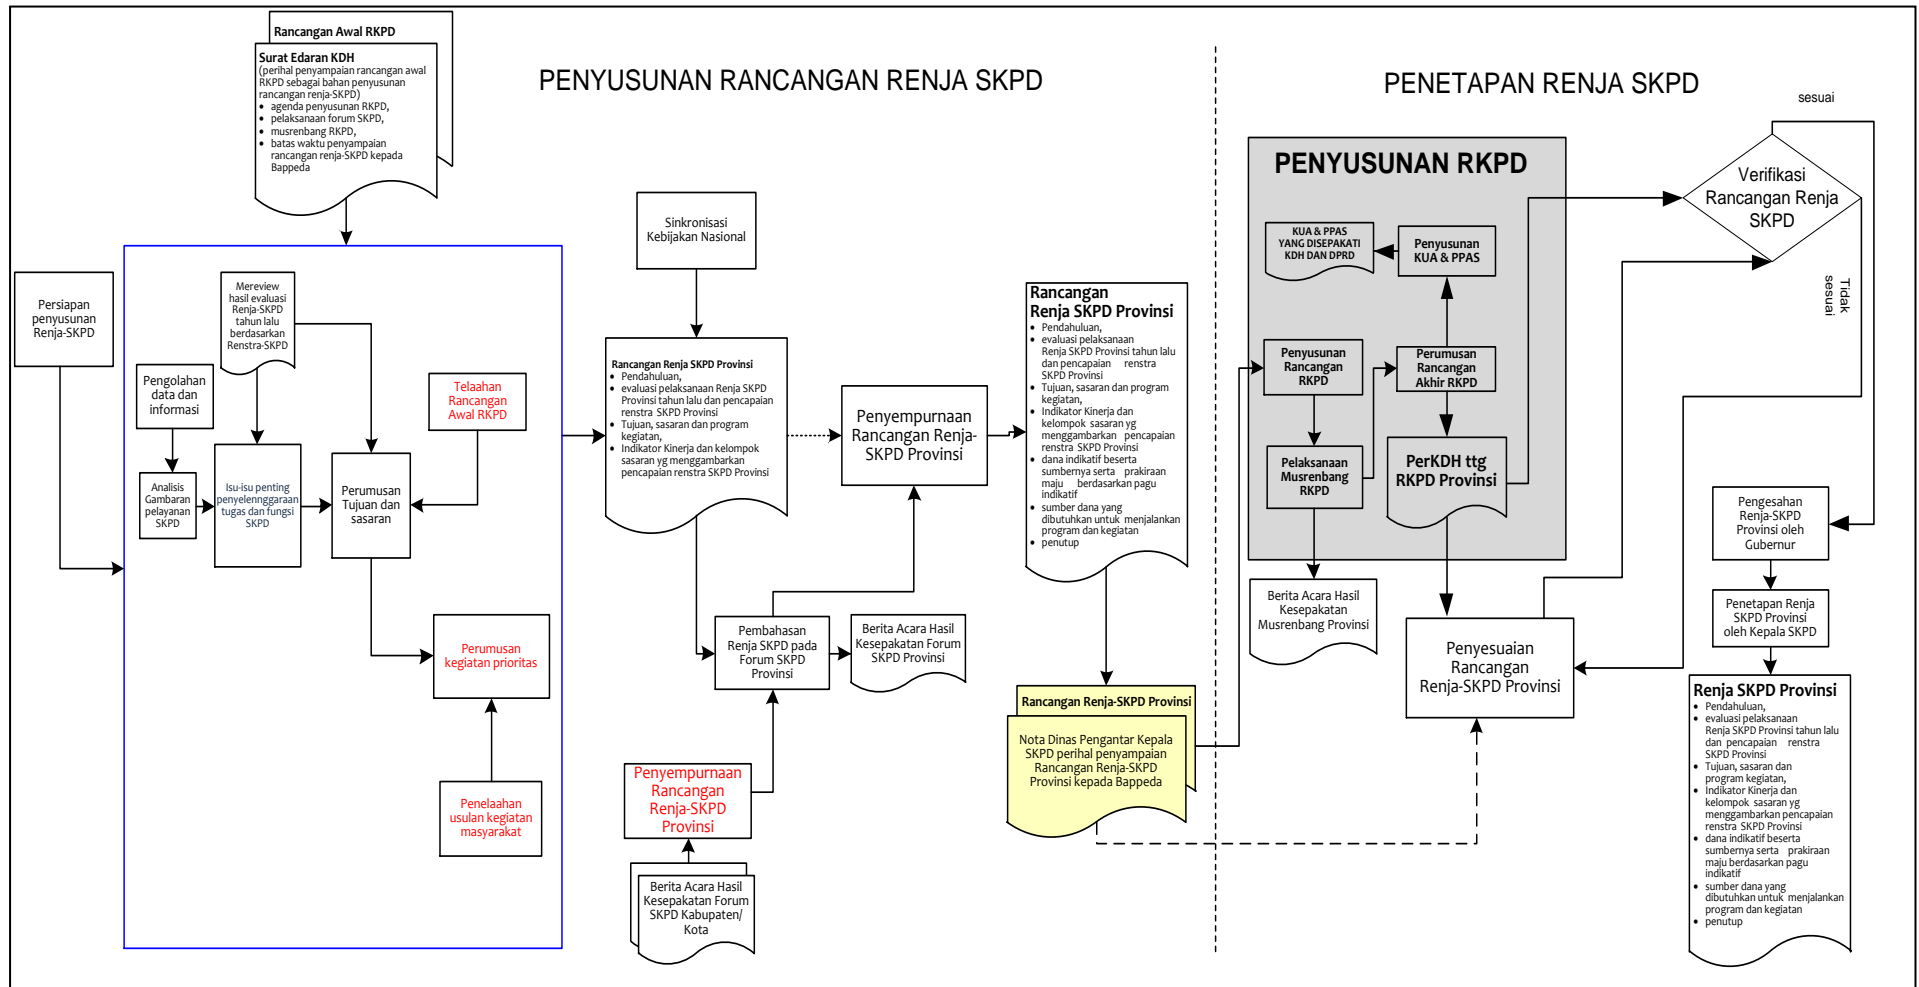 PENYUSUNAN RANCANGAN RENJA SKPD
PENETAPAN RENJA SKPD
Rancangan Awal RKPD
Surat Edaran KDH
(perihal penyampaian rancangan awal
RKPD sebagai bahan penyusunan
rancangan renja-SKPD)
• agenda penyusunan RKPD,
• pelaksanaan forum SKPD,
• musrenbang RKPD,
• batas waktu penyampaian
rancangan renja-SKPD kepada
Bappeda
Persiapan
penyusunan
Renja-SKPD
Mereview
hasil evaluasi
Renja-SKPD
tahun lalu
berdasarkan
Renstra-SKPD
Pengolahan
data dan
informasi
Telaahan
Rancangan
Awal RKPD
Analisis
Gambaran
pelayanan
SKPD
Isu-isu penting
penyelenngaraan
tugas dan fungsi
SKPD
Perumusan
Tujuan dan
sasaran
Perumusan
kegiatan prioritas
Penelaahan
usulan kegiatan
masyarakat
Sinkronisasi
Kebijakan Nasional
Rancangan Renja SKPD Provinsi
• Pendahuluan,
• evaluasi pelaksanaan Renja SKPD
Provinsi tahun lalu dan pencapaian
renstra SKPD Provinsi
• Tujuan, sasaran dan program
kegiatan,
• Indikator Kinerja dan kelompok
sasaran yg menggambarkan
pencapaian renstra SKPD Provinsi
Penyempurnaan
Rancangan Renja-
SKPD Provinsi
Pembahasan
Renja SKPD pada
Forum SKPD
Provinsi
Berita Acara Hasil
Kesepakatan Forum
SKPD Provinsi
Penyempurnaan
Rancangan
Renja-SKPD
Provinsi
Berita Acara Hasil
Kesepakatan Forum
SKPD Kabupaten/
Kota
Rancangan
Renja SKPD Provinsi
• Pendahuluan,
• evaluasi pelaksanaan
Renja SKPD Provinsi tahun lalu
dan pencapaian renstra
SKPD Provinsi
• Tujuan, sasaran dan program
kegiatan,
• Indikator Kinerja dan
kelompok sasaran yg
menggambarkan pencapaian
renstra SKPD Provinsi
• dana indikatif beserta
sumbernya serta prakiraan
maju berdasarkan pagu
indikatif
• sumber dana yang
dibutuhkan untuk menjalankan
program dan kegiatan
• penutup
Rancangan Renja-SKPD Provinsi
Nota Dinas Pengantar Kepala
SKPD perihal penyampaian
Rancangan Renja-SKPD
Provinsi kepada Bappeda
PENYUSUNAN RKPD
KUA & PPAS
YANG DISEPAKATI
KDH DAN DPRD
Penyusunan
KUA & PPAS
Penyusunan
Rancangan
RKPD
Perumusan
Rancangan
Akhir RKPD
Pelaksanaan
Musrenbang
RKPD
PerKDH ttg
RKPD Provinsi
Berita Acara Hasil
Kesepakatan
Musrenbang Provinsi
Penyesuaian
Rancangan
Renja-SKPD Provinsi
sesuai
Verifikasi
Rancangan Renja
SKPD
Tidak
sesuai
Pengesahan
Renja-SKPD
Provinsi oleh
Gubernur
Penetapan Renja
SKPD Provinsi
oleh Kepala SKPD
Renja SKPD Provinsi
• Pendahuluan,
• evaluasi pelaksanaan
Renja SKPD Provinsi tahun lalu
dan pencapaian renstra
SKPD Provinsi
• Tujuan, sasaran dan
program kegiatan,
• Indikator Kinerja dan
kelompok sasaran yg
menggambarkan pencapaian
renstra SKPD Provinsi
• dana indikatif beserta
sumbernya serta prakiraan
maju berdasarkan pagu
indikatif
• sumber dana yang
dibutuhkan untuk menjalankan
program dan kegiatan
• penutup